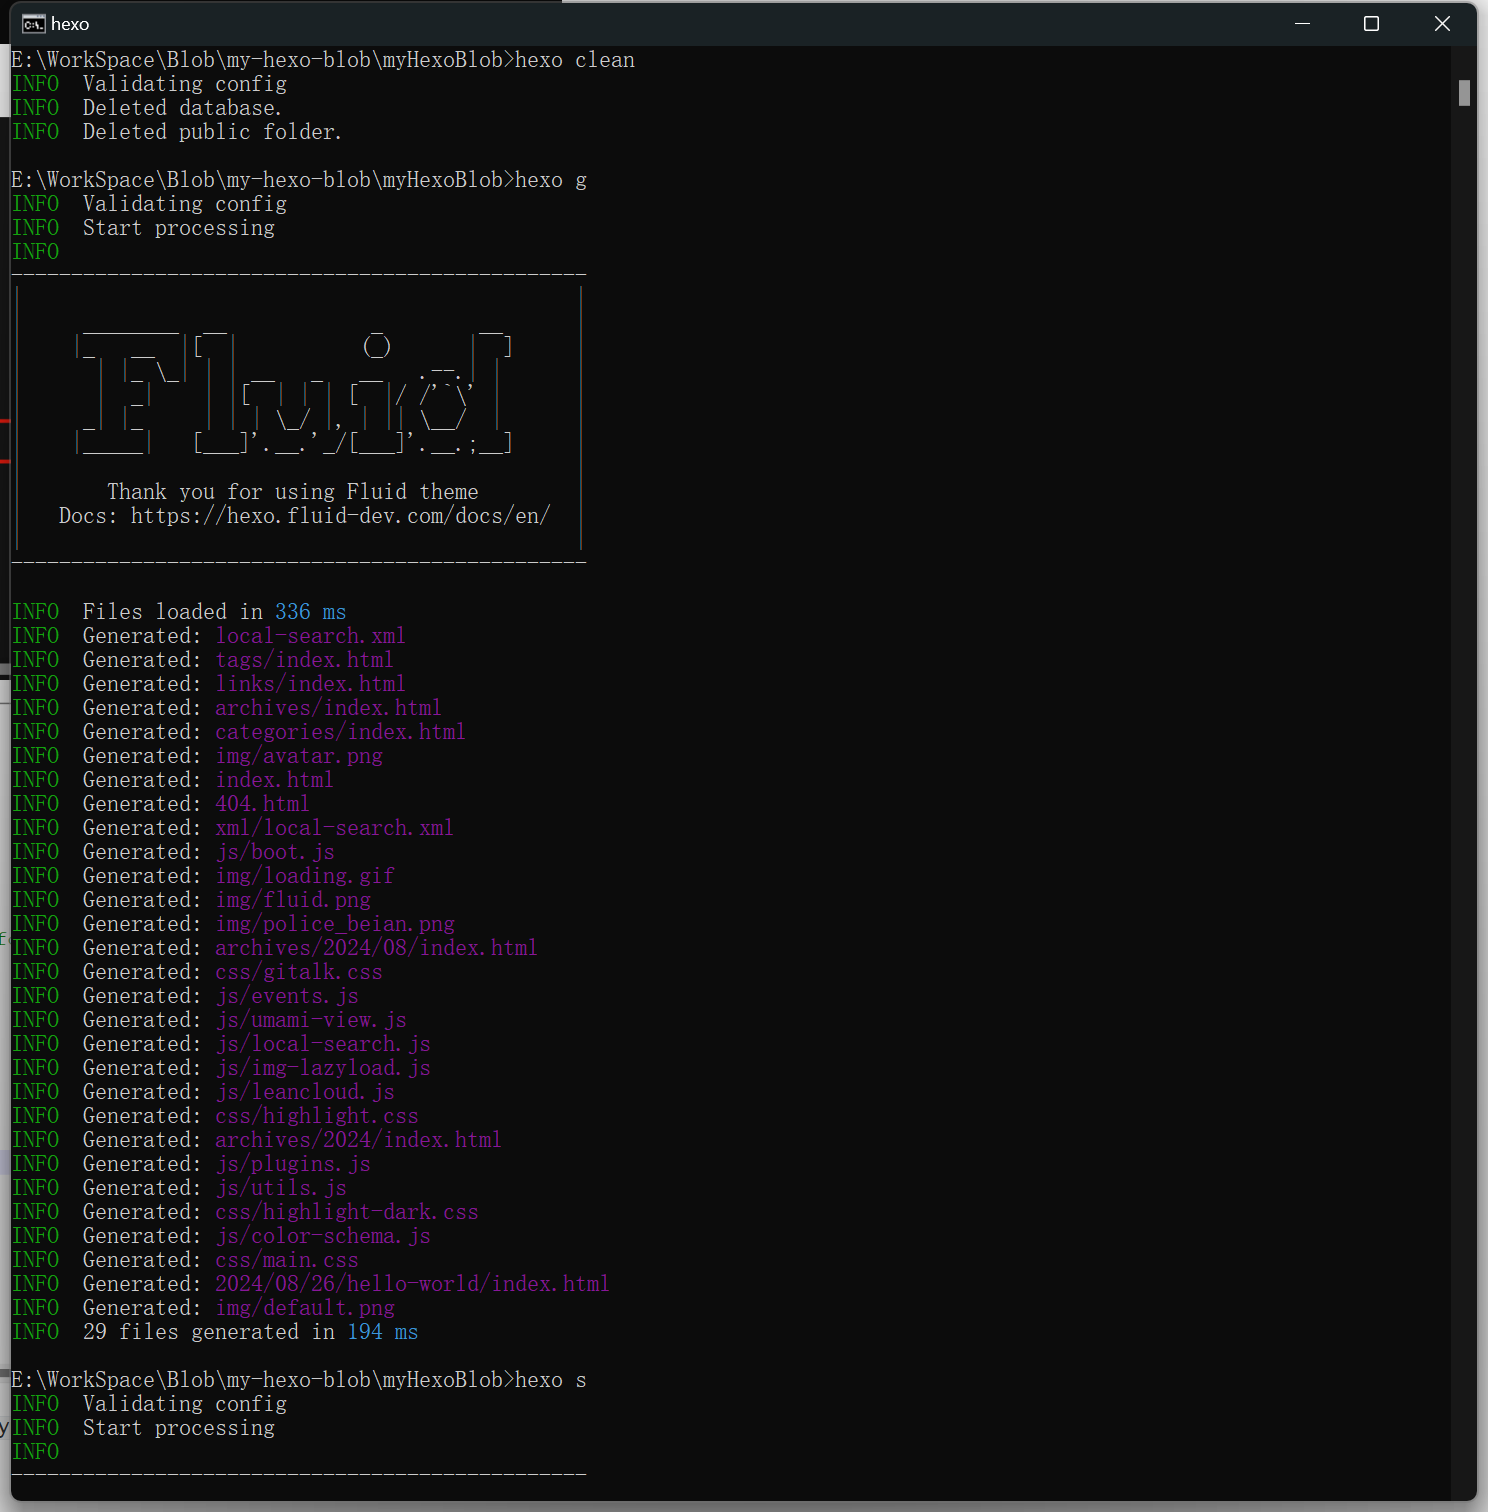 hexo
E:\WorkSpace\Blob\my-hexo-blob\myHexoBlob>hexo clean
INFO  Validating config
INFO  Deleted database.
INFO  Deleted public folder.
E:\WorkSpace\Blob\my-hexo-blob\myHexoBlob>hexo g
INFO  Validating config
INFO  Start processing
INFO
Fluid
Thank you for using Fluid theme
Docs: https://hexo.fluid-dev.com/docs/en/
INFO  Files loaded in 336 ms
INFO  Generated: local-search.xml
INFO  Generated: tags/index.html
INFO  Generated: links/index.html
INFO  Generated: archives/index.html
INFO  Generated: categories/index.html
INFO  Generated: img/avatar.png
INFO  Generated: index.html
INFO  Generated: 404.html
INFO  Generated: xml/local-search.xml
INFO  Generated: js/boot.js
INFO  Generated: img/loading.gif
INFO  Generated: img/fluid.png
INFO  Generated: img/police_beian.png
INFO  Generated: archives/2024/08/index.html
INFO  Generated: css/gitalk.css
INFO  Generated: js/events.js
INFO  Generated: js/umami-view.js
INFO  Generated: js/local-search.js
INFO  Generated: js/img-lazyload.js
INFO  Generated: js/leancloud.js
INFO  Generated: css/highlight.css
INFO  Generated: archives/2024/index.html
INFO  Generated: js/plugins.js
INFO  Generated: js/utils.js
INFO  Generated: css/highlight-dark.css
INFO  Generated: js/color-schema.js
INFO  Generated: css/main.css
INFO  Generated: 2024/08/26/hello-world/index.html
INFO  Generated: img/default.png
INFO  29 files generated in 194 ms
E:\WorkSpace\Blob\my-hexo-blob\myHexoBlob>hexo s
INFO  Validating config
INFO  Start processing
INFO